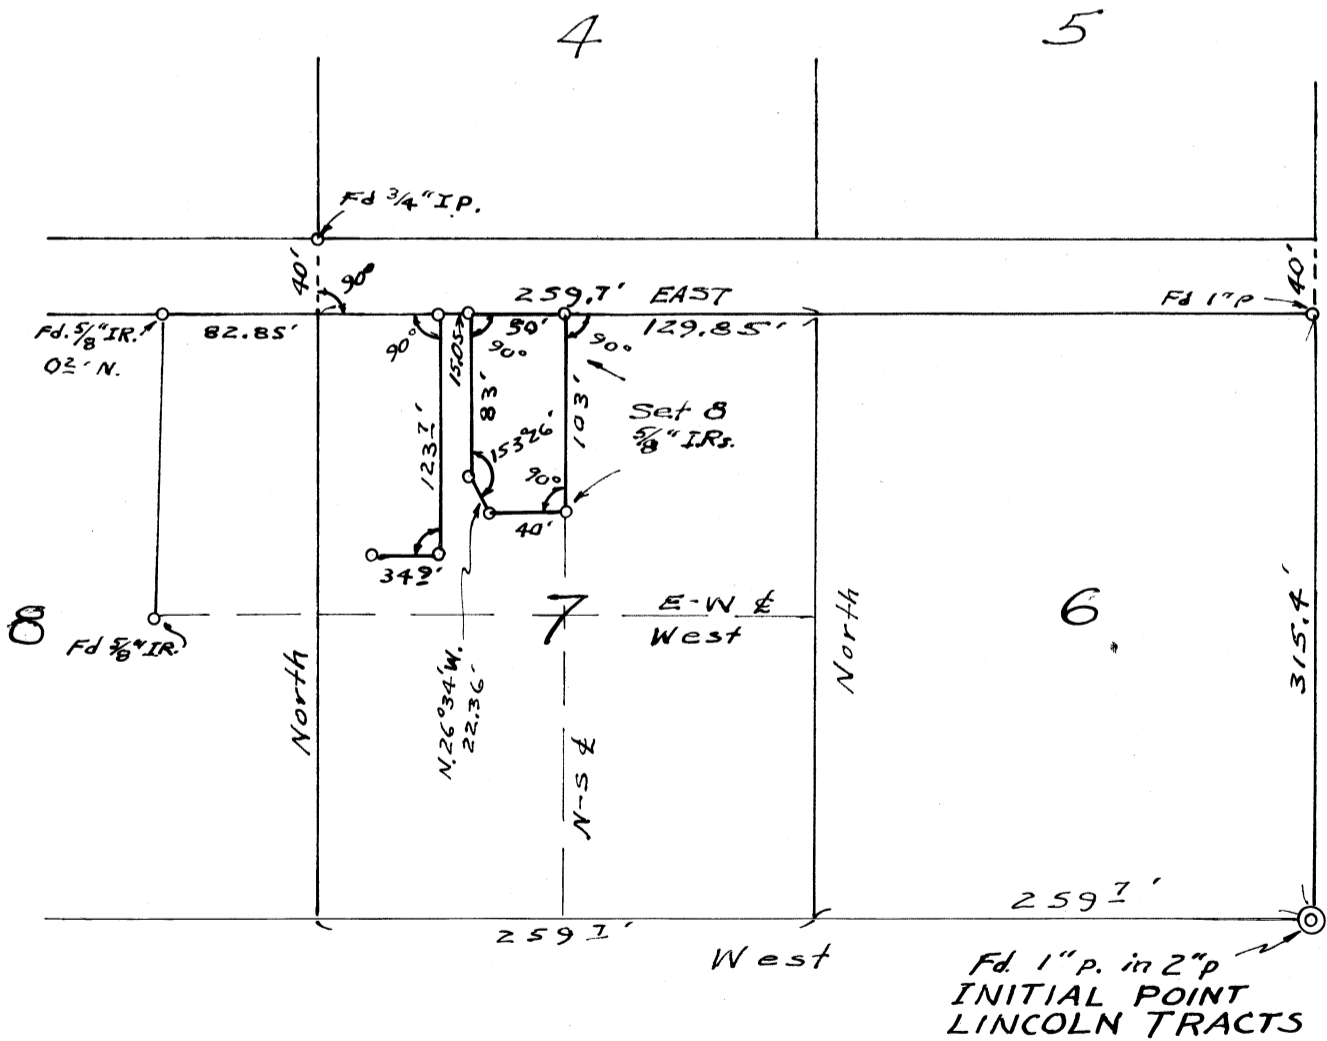 4
5
Fd 3/4" I.P.
40'
90°
40'
259.7' EAST
Fd 1" P
Fd. 5/8" IR.
0.2' N.
82.85'
50'
129.85'
90°
15.05'
90°
90°
83'
103'
Set 8
5/8" I.Rs.
123.7'
153°26'
90°
40'
34.9'
8
Fd 5/8" IR.
7
E-W ℄
West
6
North
North
315.4'
N.26°34'W.
22.36'
N-S ℄
259.7'
259.7'
West
Fd. 1" P. in 2" P
INITIAL POINT
LINCOLN TRACTS